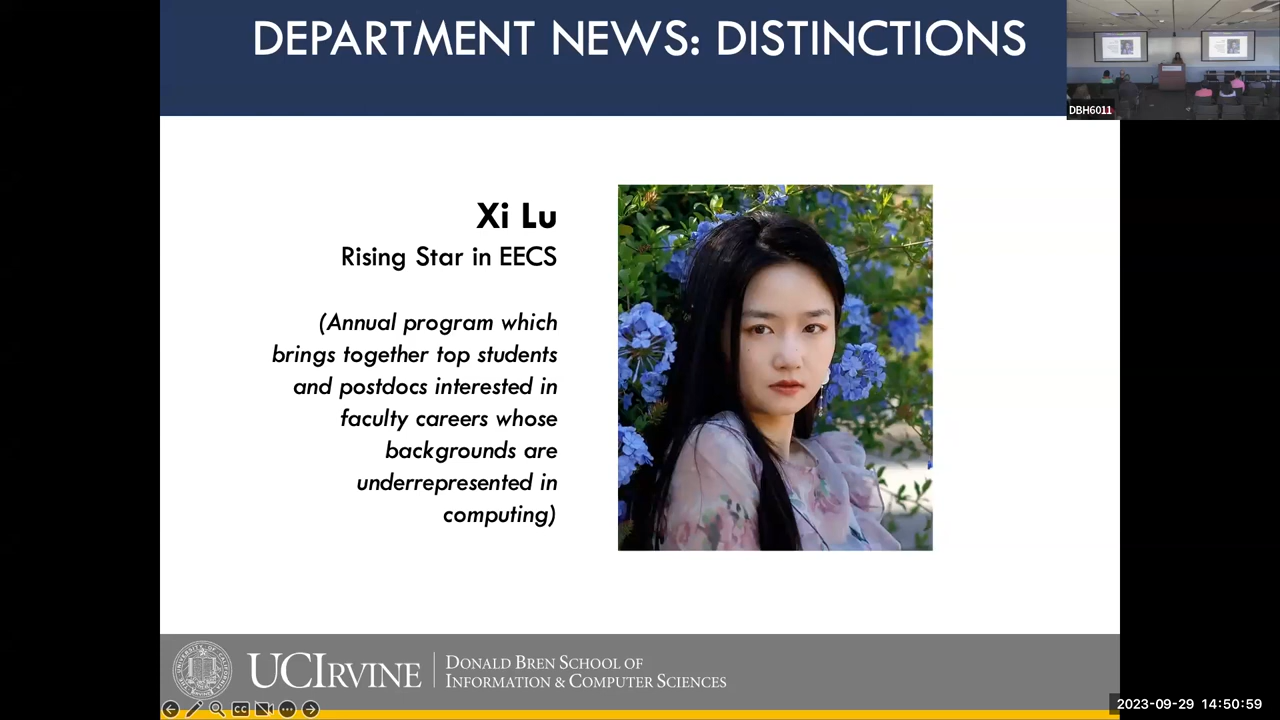 DEPARTMENT NEWS: DISTINCTIONS
DBH6011
Xi Lu
Rising Star in EECS
(Annual program which
brings together top students
and postdocs interested in
faculty careers whose
backgrounds are
underrepresented in
computing)
UCIRVINE
DONALD BREN SCHOOL OF
INFORMATION & COMPUTER SCIENCES
CC
2023-09-29 14:50:59